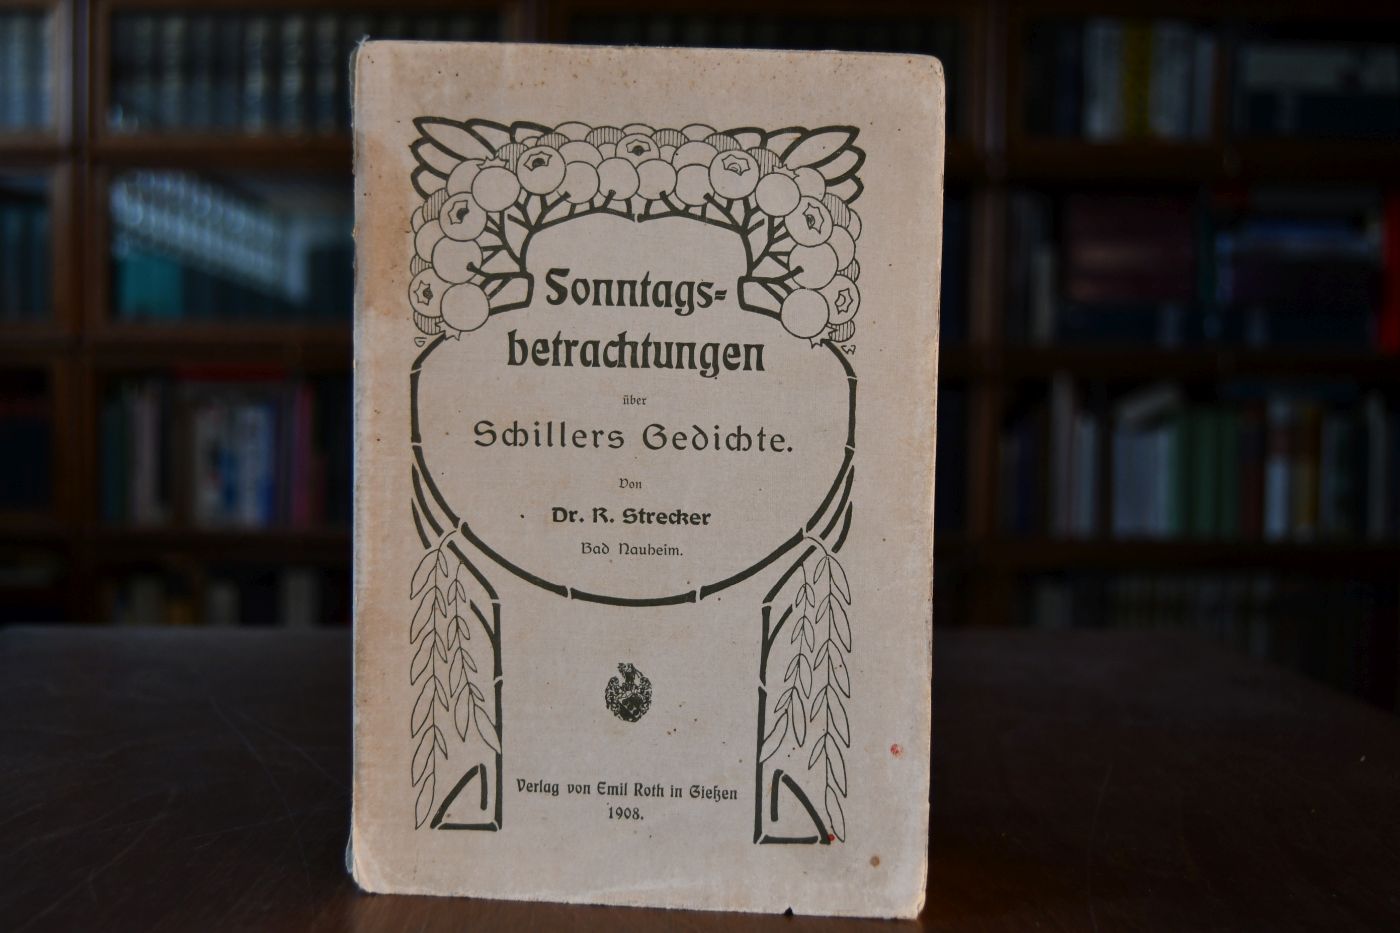 Sonntags=
betrachtungen
über
Schillers Gedichte.
Von
Dr. R. Strecker
Bad Nauheim.
Verlag von Emil Roth in Gießen
1908.